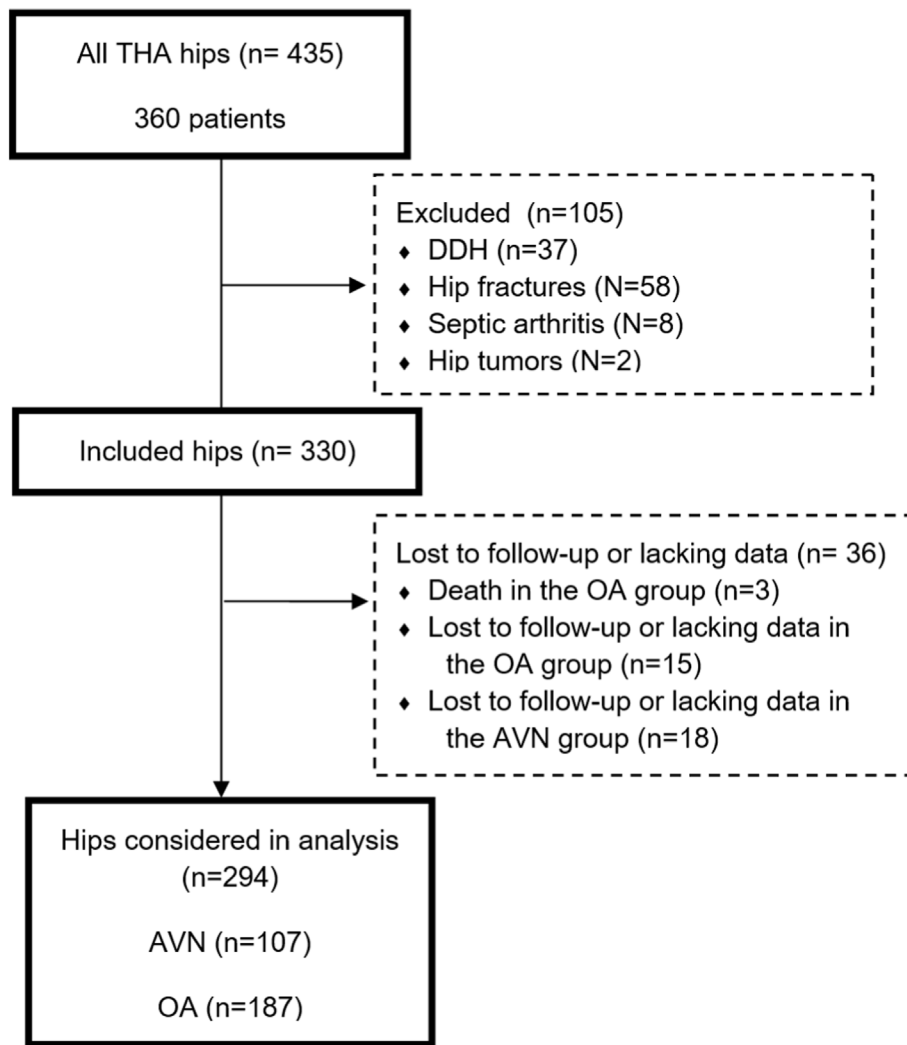 All THA hips (n= 435)
360 patients
Excluded  (n=105)
♦ DDH (n=37)
♦ Hip fractures (N=58)
♦ Septic arthritis (N=8)
♦ Hip tumors (N=2)
Included hips (n= 330)
Lost to follow-up or lacking data (n= 36)
♦ Death in the OA group (n=3)
♦ Lost to follow-up or lacking data in
the OA group (n=15)
♦ Lost to follow-up or lacking data in
the AVN group (n=18)
Hips considered in analysis
(n=294)
AVN (n=107)
OA (n=187)